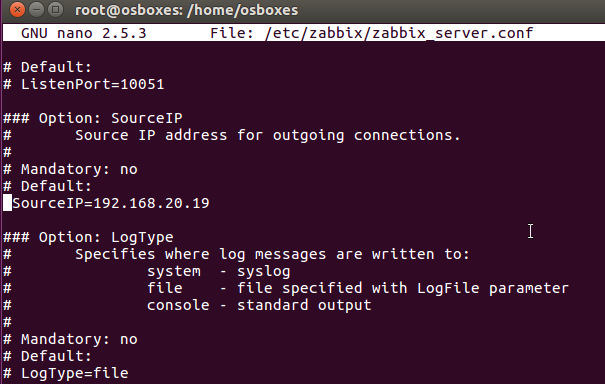 root@osboxes: /home/osboxes
GNU nano 2.5.3 File: /etc/zabbix/zabbix_server.conf
# Default:
# ListenPort=10051
### Option: SourceIP
# Source IP address for outgoing connections.
#
# Mandatory: no
# Default:
SourceIP=192.168.20.19
### Option: LogType
# Specifies where log messages are written to:
# system - syslog
# file - file specified with LogFile parameter
# console - standard output
#
# Mandatory: no
# Default:
# LogType=file